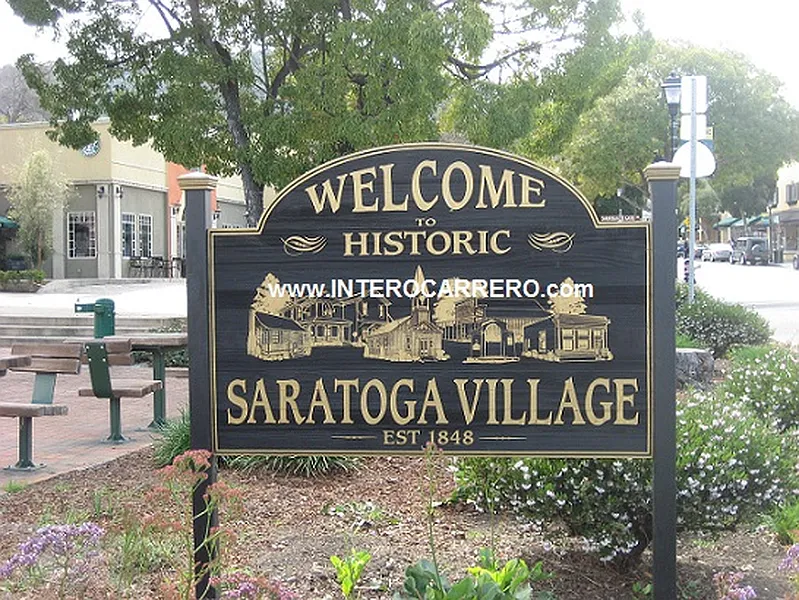 WELCOME
TO
HISTORIC
www.INTEROCARRERO.com
SARATOGA VILLAGE
EST 1848